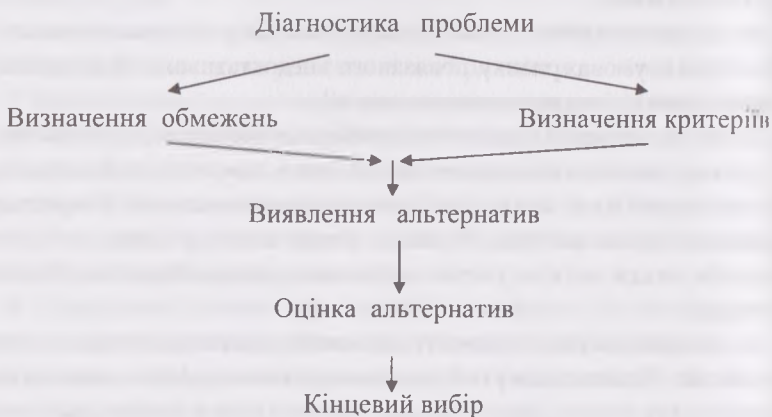 Діагностика проблеми
Визначення обмежень
Визначення критеріїв
Виявлення альтернатив
Оцінка альтернатив
Кінцевий вибір